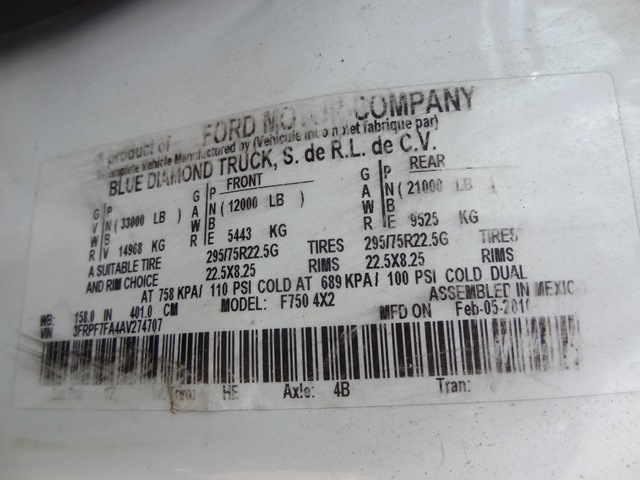 A product of FORD MOTOR COMPANY
Incomplete Vehicle Manufactured by (Vehicule incomplet fabrique par)
BLUE DIAMOND TRUCK, S. de R.L. de C.V.
FRONT REAR
G P G P G P
V N ( 33000 LB ) A N ( 12000 LB ) A N ( 21000 LB )
W B W B W B
R V 14968 KG R E 5443 KG R E 9525 KG
A SUITABLE TIRE 295/75R22.5G TIRES 295/75R22.5G TIRES
AND RIM CHOICE 22.5X8.25 RIMS 22.5X8.25 RIMS
AT 758 KPA/ 110 PSI COLD AT 689 KPA/ 100 PSI COLD DUAL
WB: 158.0 IN 401.0 CM MODEL: F750 4X2 ASSEMBLED IN MEXICO
VIN 3FRPF7FA4AV274707 MFD ON Feb-05-2010
HE Axle: 4B Tran: